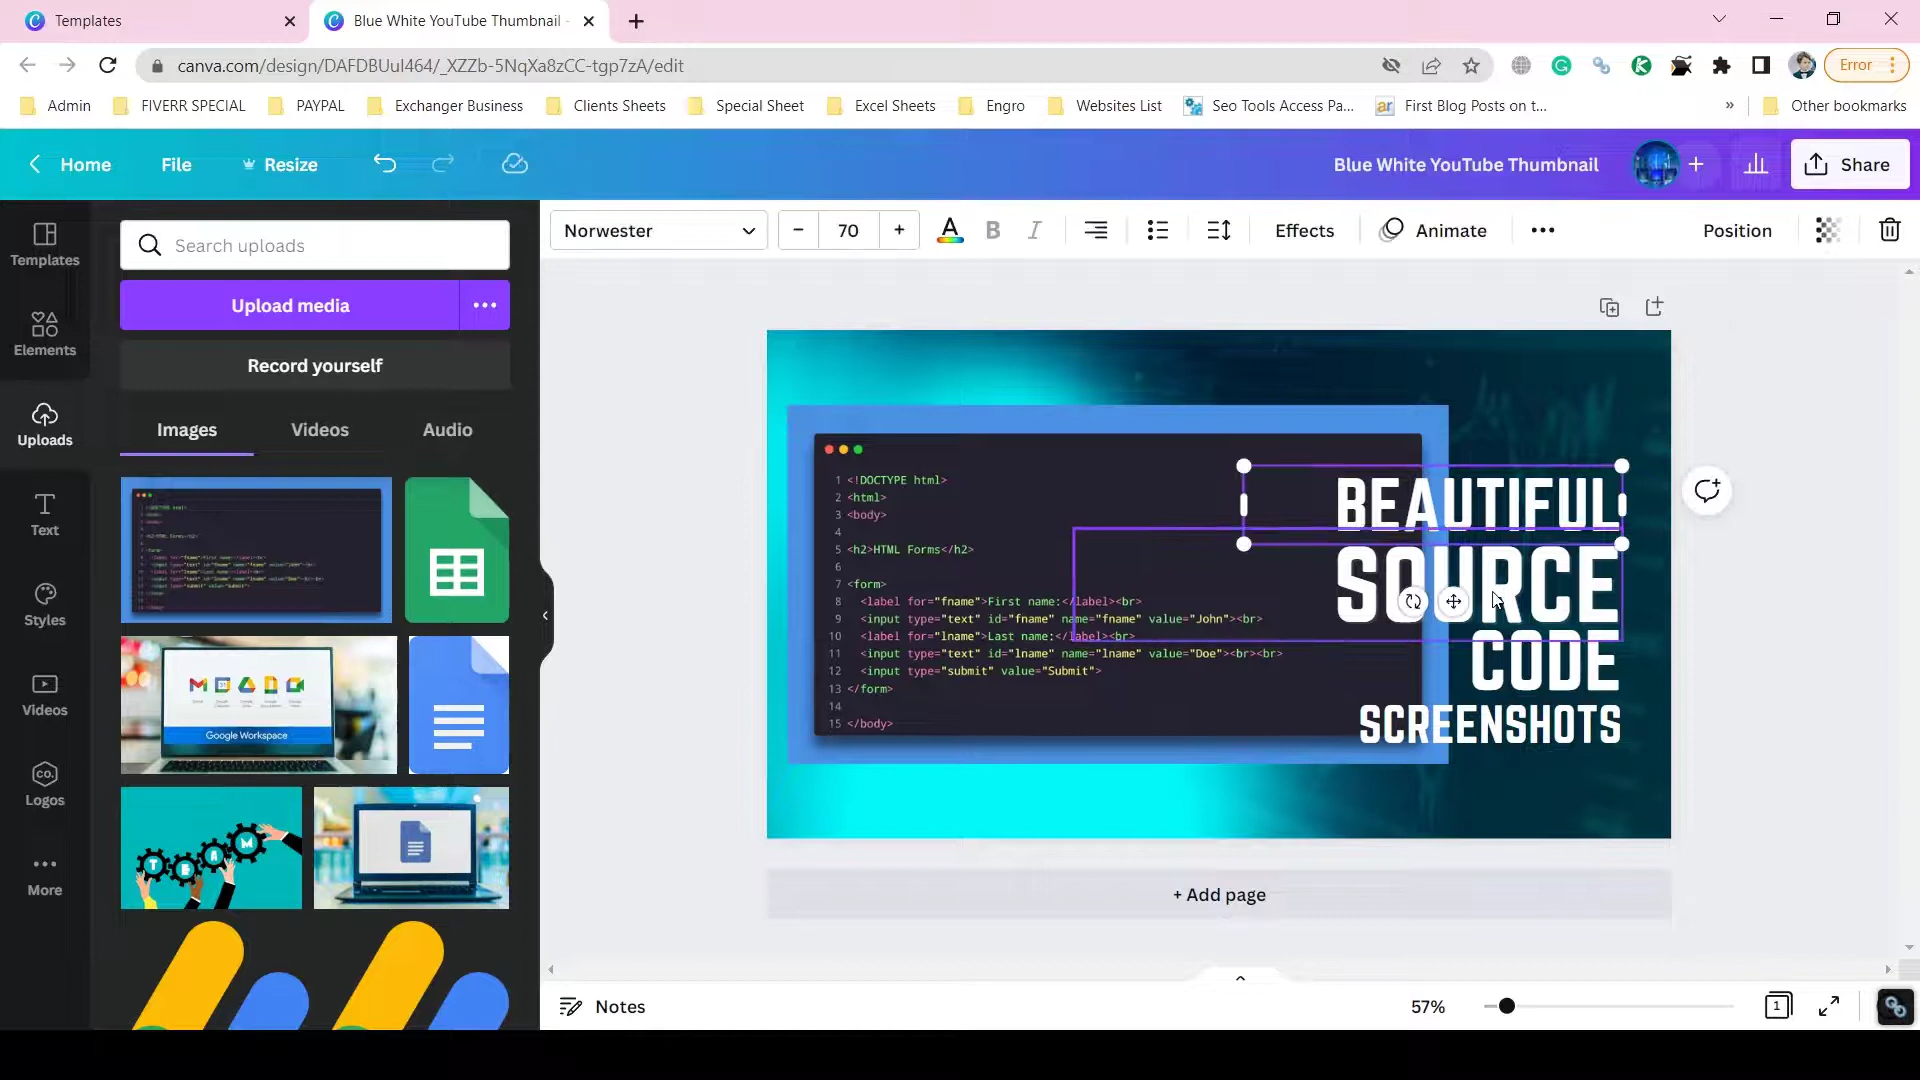 Templates
Blue White YouTube Thumbnail -
canva.com/design/DAFDBUuI464/_XZZb-5NqXa8zCC-tgp7zA/edit
Error
Admin
FIVERR SPECIAL
PAYPAL
Exchanger Business
Clients Sheets
Special Sheet
Excel Sheets
Engro
Websites List
Seo Tools Access Pa...
First Blog Posts on t...
»
Other bookmarks
Home
File
Resize
Blue White YouTube Thumbnail
Share
Templates
Elements
Uploads
Text
Styles
Videos
Logos
More
Search uploads
Upload media
Record yourself
Images
Videos
Audio
Google Workspace
T E A M
Norwester
- 70 +
A B I
Effects
Animate
Position
1 <!DOCTYPE html>
2 <html>
3 <body>
4
5 <h2>HTML Forms</h2>
6
7 <form>
8 <label for="fname">First name:</label><br>
9 <input type="text" id="fname" name="fname" value="John"><br>
10 <label for="lname">Last name:</label><br>
11 <input type="text" id="lname" name="lname" value="Doe"><br><br>
12 <input type="submit" value="Submit">
13 </form>
14
15 </body>
BEAUTIFUL
SOURCE
CODE
SCREENSHOTS
+ Add page
Notes
57%
1